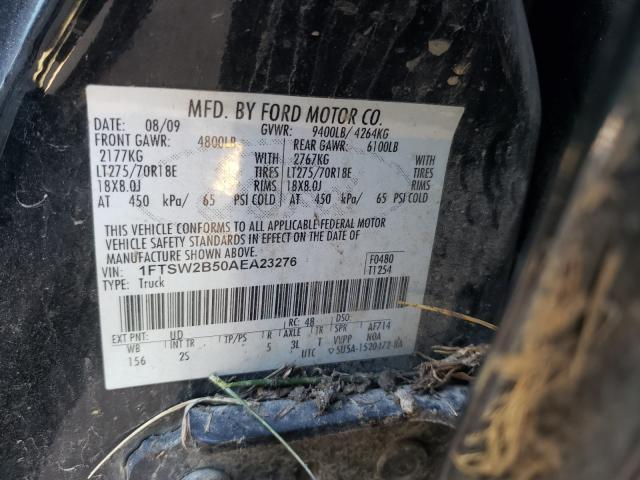 MFD. BY FORD MOTOR CO.
DATE: 08/09 GVWR: 9400LB/ 4264KG
FRONT GAWR: 4800LB REAR GAWR: 6100LB
2177KG WITH 2767KG WITH
LT275/70R18E TIRES LT275/70R18E TIRES
18X8.0J RIMS 18X8.0J RIMS
AT 450 kPa/ 65 PSI COLD AT 450 kPa/ 65 PSI COLD
THIS VEHICLE CONFORMS TO ALL APPLICABLE FEDERAL MOTOR
VEHICLE SAFETY STANDARDS IN EFFECT ON THE DATE OF
MANUFACTURE SHOWN ABOVE.
VIN: 1FTSW2B50AEA23276 F0480
TYPE: Truck T1254
EXT PNT: UD RC: 48 DSO:
WB INT TR TP/PS R AXLE TR SPR AF714
156 2S 5 3L T VVPP NOA
UTC